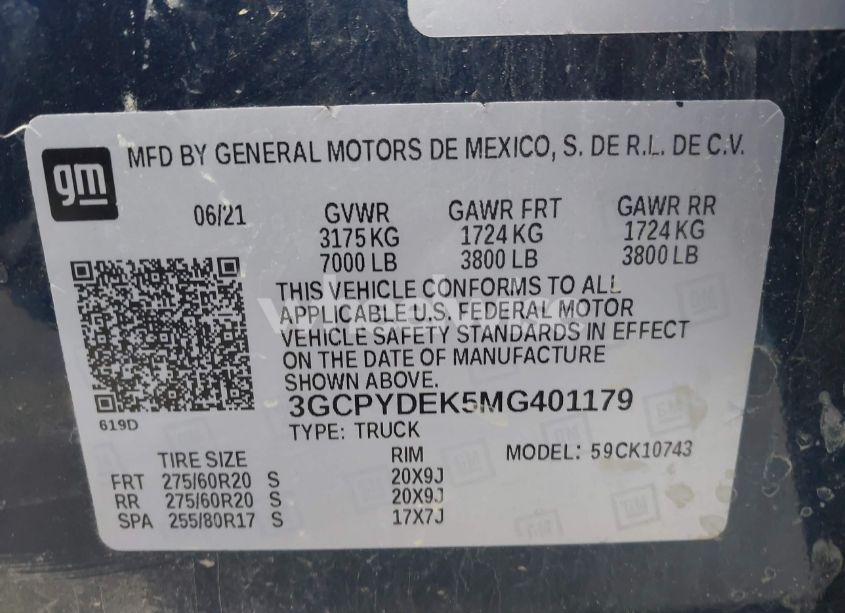 gm
MFD BY GENERAL MOTORS DE MEXICO, S. DE R.L. DE C.V.
06/21 GVWR GAWR FRT GAWR RR
3175 KG 1724 KG 1724 KG
7000 LB 3800 LB 3800 LB
THIS VEHICLE CONFORMS TO ALL
APPLICABLE U.S. FEDERAL MOTOR
VEHICLE SAFETY STANDARDS IN EFFECT
ON THE DATE OF MANUFACTURE
SHOWN ABOVE.
3GCPYDEK5MG401179
619D
TYPE: TRUCK
TIRE SIZE RIM MODEL: 59CK10743
FRT 275/60R20 S 20X9J
RR 275/60R20 S 20X9J
SPA 255/80R17 S 17X7J